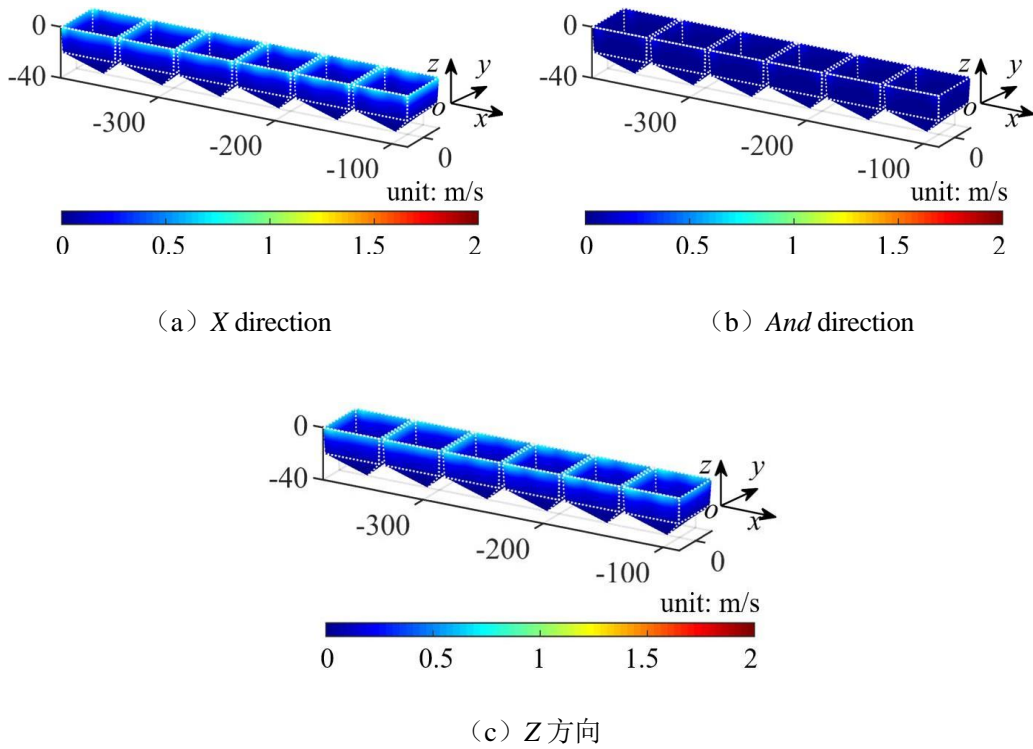 0
-40
-300
-200
-100
0
z
y
o
x
unit: m/s
0 0.5 1 1.5 2
（a）X direction
0
-40
-300
-200
-100
0
z
y
o
x
unit: m/s
0 0.5 1 1.5 2
（b）And direction
0
-40
-300
-200
-100
0
z
y
o
x
unit: m/s
0 0.5 1 1.5 2
（c）Z 方向